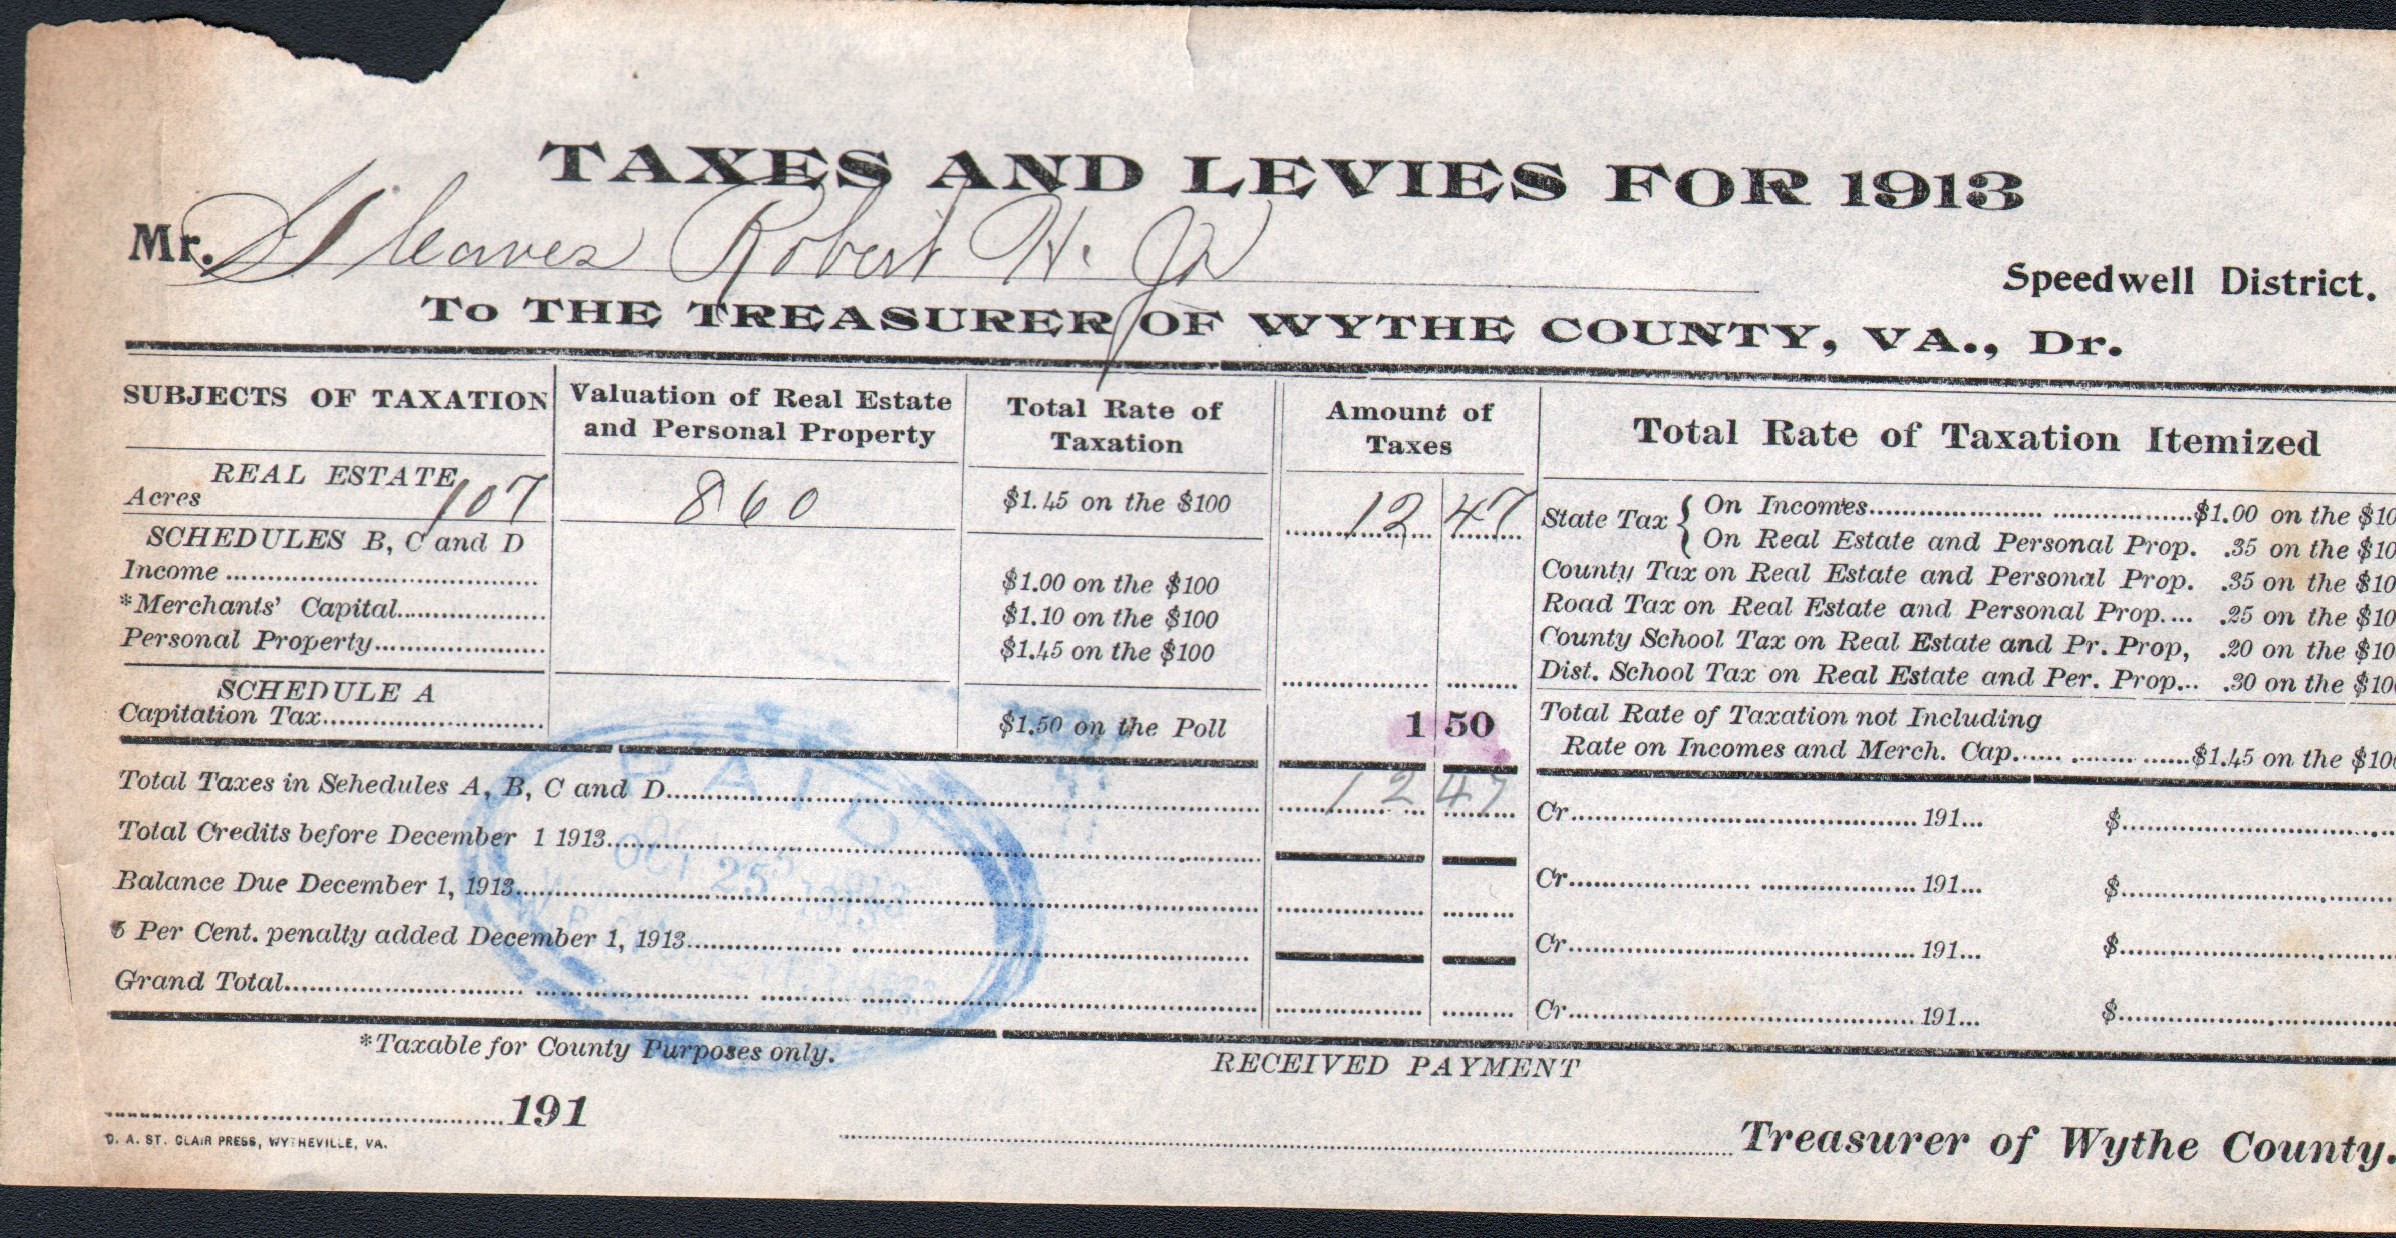 TAXES AND LEVIES FOR 1913
Mr. Gleaves Robert H. Jr
Speedwell District.
To THE TREASURER OF WYTHE COUNTY, VA., Dr.
SUBJECTS OF TAXATION
Valuation of Real Estate and Personal Property
Total Rate of Taxation
Amount of Taxes
Total Rate of Taxation Itemized
REAL ESTATE
Acres 107 860 $1.45 on the $100 12 47
SCHEDULES B, C and D
Income $1.00 on the $100
*Merchants' Capital $1.10 on the $100
Personal Property $1.45 on the $100
SCHEDULE A
Capitation Tax $1.50 on the Poll 1 50
State Tax { On Incomes $1.00 on the $10
On Real Estate and Personal Prop. .35 on the $10
County Tax on Real Estate and Personal Prop. .35 on the $10
Road Tax on Real Estate and Personal Prop.... .25 on the $10
County School Tax on Real Estate and Pr. Prop, .20 on the $10
Dist. School Tax on Real Estate and Per. Prop... .30 on the $10
Total Rate of Taxation not Including
Rate on Incomes and Merch. Cap. $1.45 on the $10
Total Taxes in Schedules A, B, C and D 12 47
Total Credits before December 1 1913
Balance Due December 1, 1913
5 Per Cent. penalty added December 1, 1913
Grand Total
Cr. 191... $
Cr. 191... $
Cr. 191... $
Cr. 191... $
PAID
OCT 25 1913
*Taxable for County Purposes only.
RECEIVED PAYMENT
191
D. A. ST. CLAIR PRESS, WYTHEVILLE, VA.
Treasurer of Wythe County.